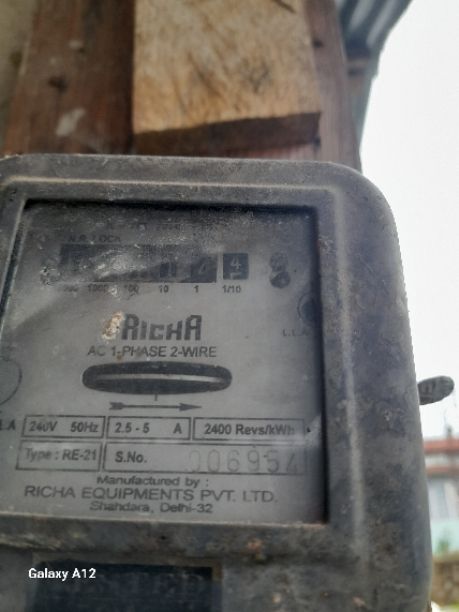 1000 100 10 1 1/10
RICHA
AC 1-PHASE 2-WIRE
240V 50Hz 2.5 - 5 A 2400 Revs/kWh
Type : RE-21 S.No. 006954
Manufactured by :
RICHA EQUIPMENTS PVT. LTD.
Shahdara, Delhi-32
Galaxy A12